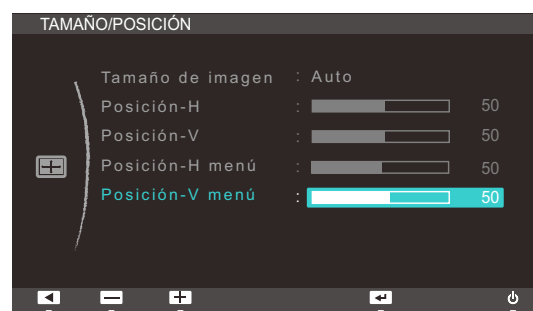 TAMAÑO/POSICIÓN
Tamaño de imagen : Auto
Posición-H : 50
Posición-V : 50
Posición-H menú : 50
Posición-V menú : 50